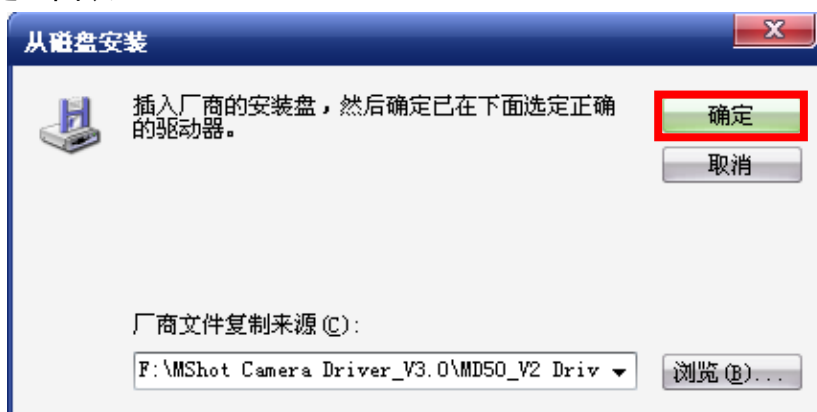 从磁盘安装
插入厂商的安装盘，然后确定已在下面选定正确
的驱动器。
确定
取消
厂商文件复制来源(C):
F:\MShot Camera Driver_V3.0\MD50_V2 Driv
浏览(B)...